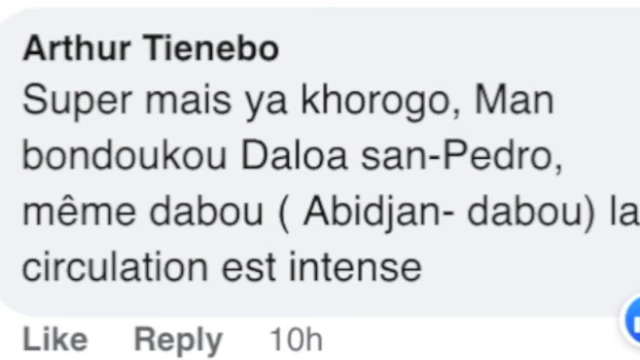 Arthur Tienebo
Super mais ya khorogo, Man
bondoukou Daloa san-Pedro,
même dabou ( Abidjan- dabou) la
circulation est intense
Like Reply 10h